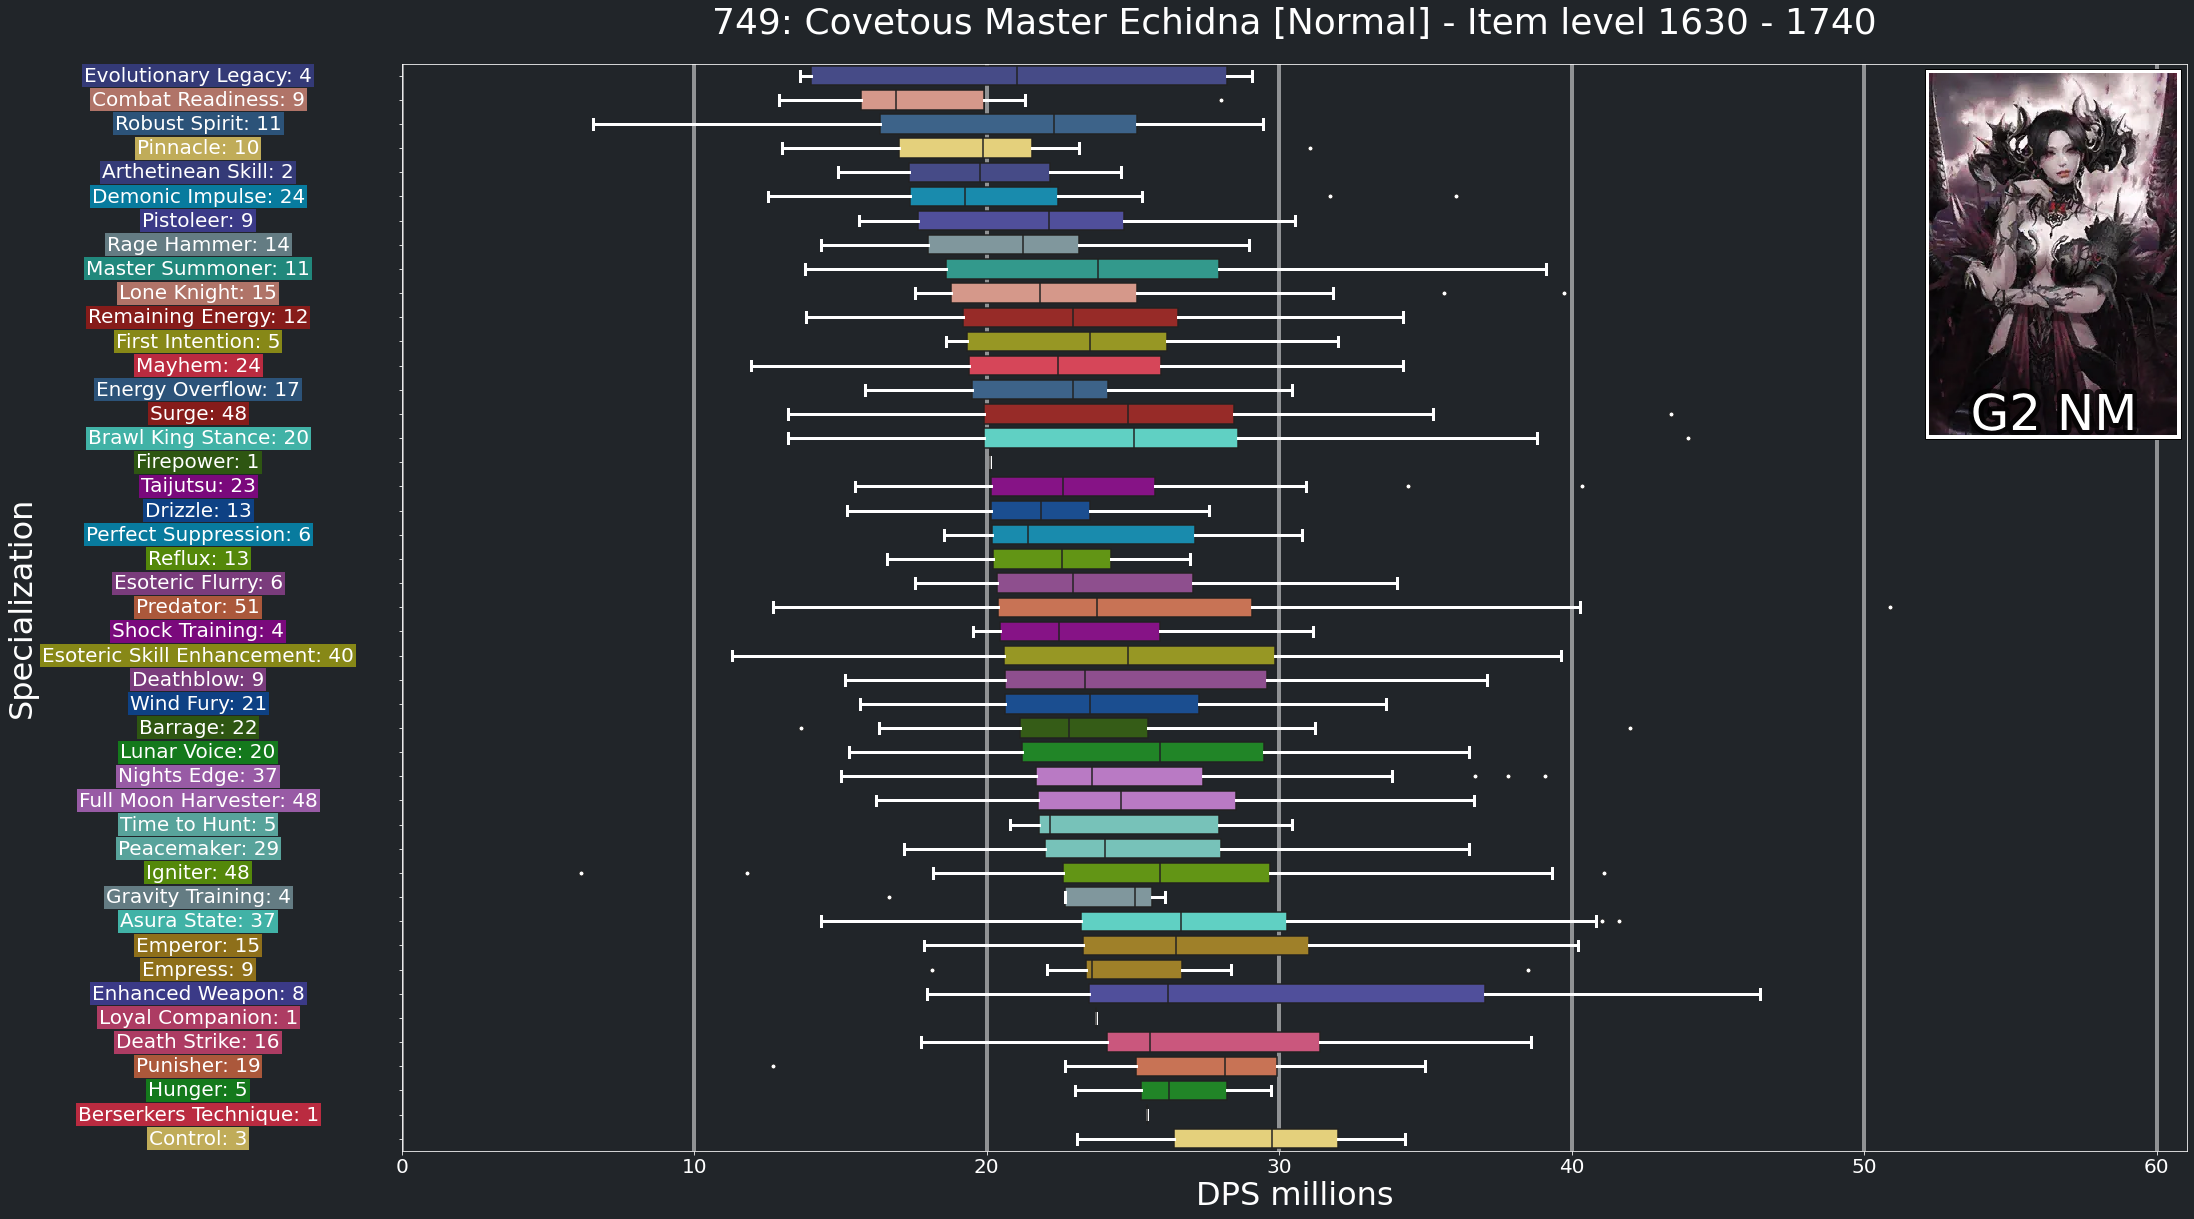 749: Covetous Master Echidna [Normal] - Item level 1630 - 1740
Evolutionary Legacy: 4
Combat Readiness: 9
Robust Spirit: 11
Pinnacle: 10
Arthetinean Skill: 2
Demonic Impulse: 24
Pistoleer: 9
Rage Hammer: 14
Master Summoner: 11
Lone Knight: 15
Remaining Energy: 12
First Intention: 5
Mayhem: 24
Energy Overflow: 17
Surge: 48
Brawl King Stance: 20
Firepower: 1
Taijutsu: 23
Drizzle: 13
Perfect Suppression: 6
Reflux: 13
Esoteric Flurry: 6
Predator: 51
Shock Training: 4
Esoteric Skill Enhancement: 40
Deathblow: 9
Wind Fury: 21
Barrage: 22
Lunar Voice: 20
Nights Edge: 37
Full Moon Harvester: 48
Time to Hunt: 5
Peacemaker: 29
Igniter: 48
Gravity Training: 4
Asura State: 37
Emperor: 15
Empress: 9
Enhanced Weapon: 8
Loyal Companion: 1
Death Strike: 16
Punisher: 19
Hunger: 5
Berserkers Technique: 1
Control: 3
Specialization
G2 NM
0 10 20 30 40 50 60
DPS millions